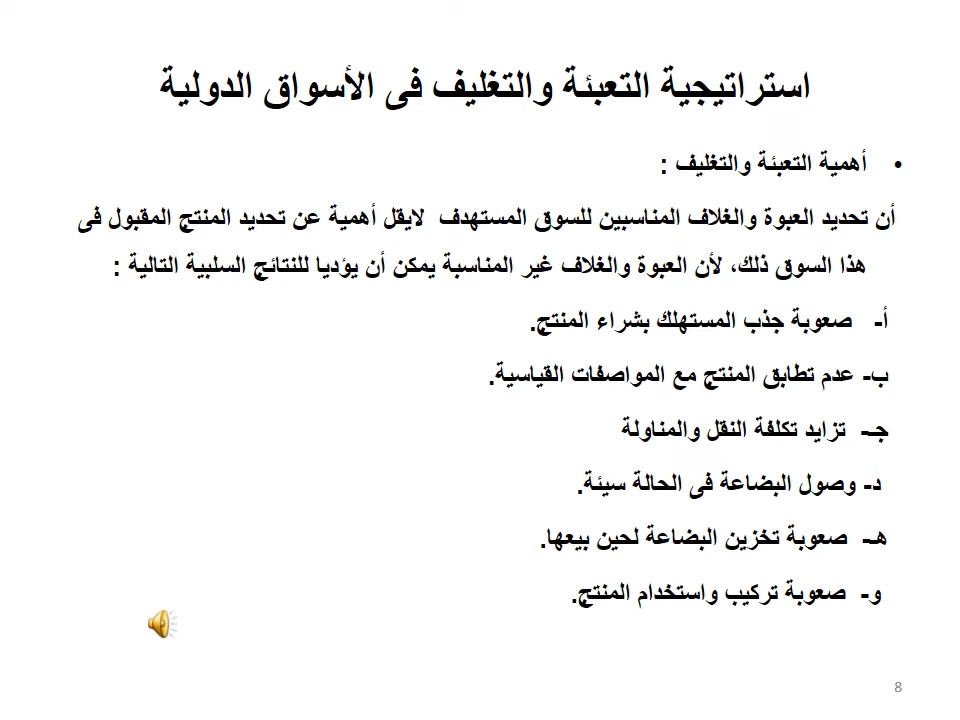 استراتيجية التعبئة والتغليف فى الأسواق الدولية
• أهمية التعبئة والتغليف :
أن تحديد العبوة والغلاف المناسبين للسوق المستهدف لايقل أهمية عن تحديد المنتج المقبول فى
هذا السوق ذلك، لأن العبوة والغلاف غير المناسبة يمكن أن يؤديا للنتائج السلبية التالية :
أ- صعوبة جذب المستهلك بشراء المنتج.
ب- عدم تطابق المنتج مع المواصفات القياسية.
جـ- تزايد تكلفة النقل والمناولة
د- وصول البضاعة فى الحالة سيئة.
هـ- صعوبة تخزين البضاعة لحين بيعها.
و- صعوبة تركيب واستخدام المنتج.
8